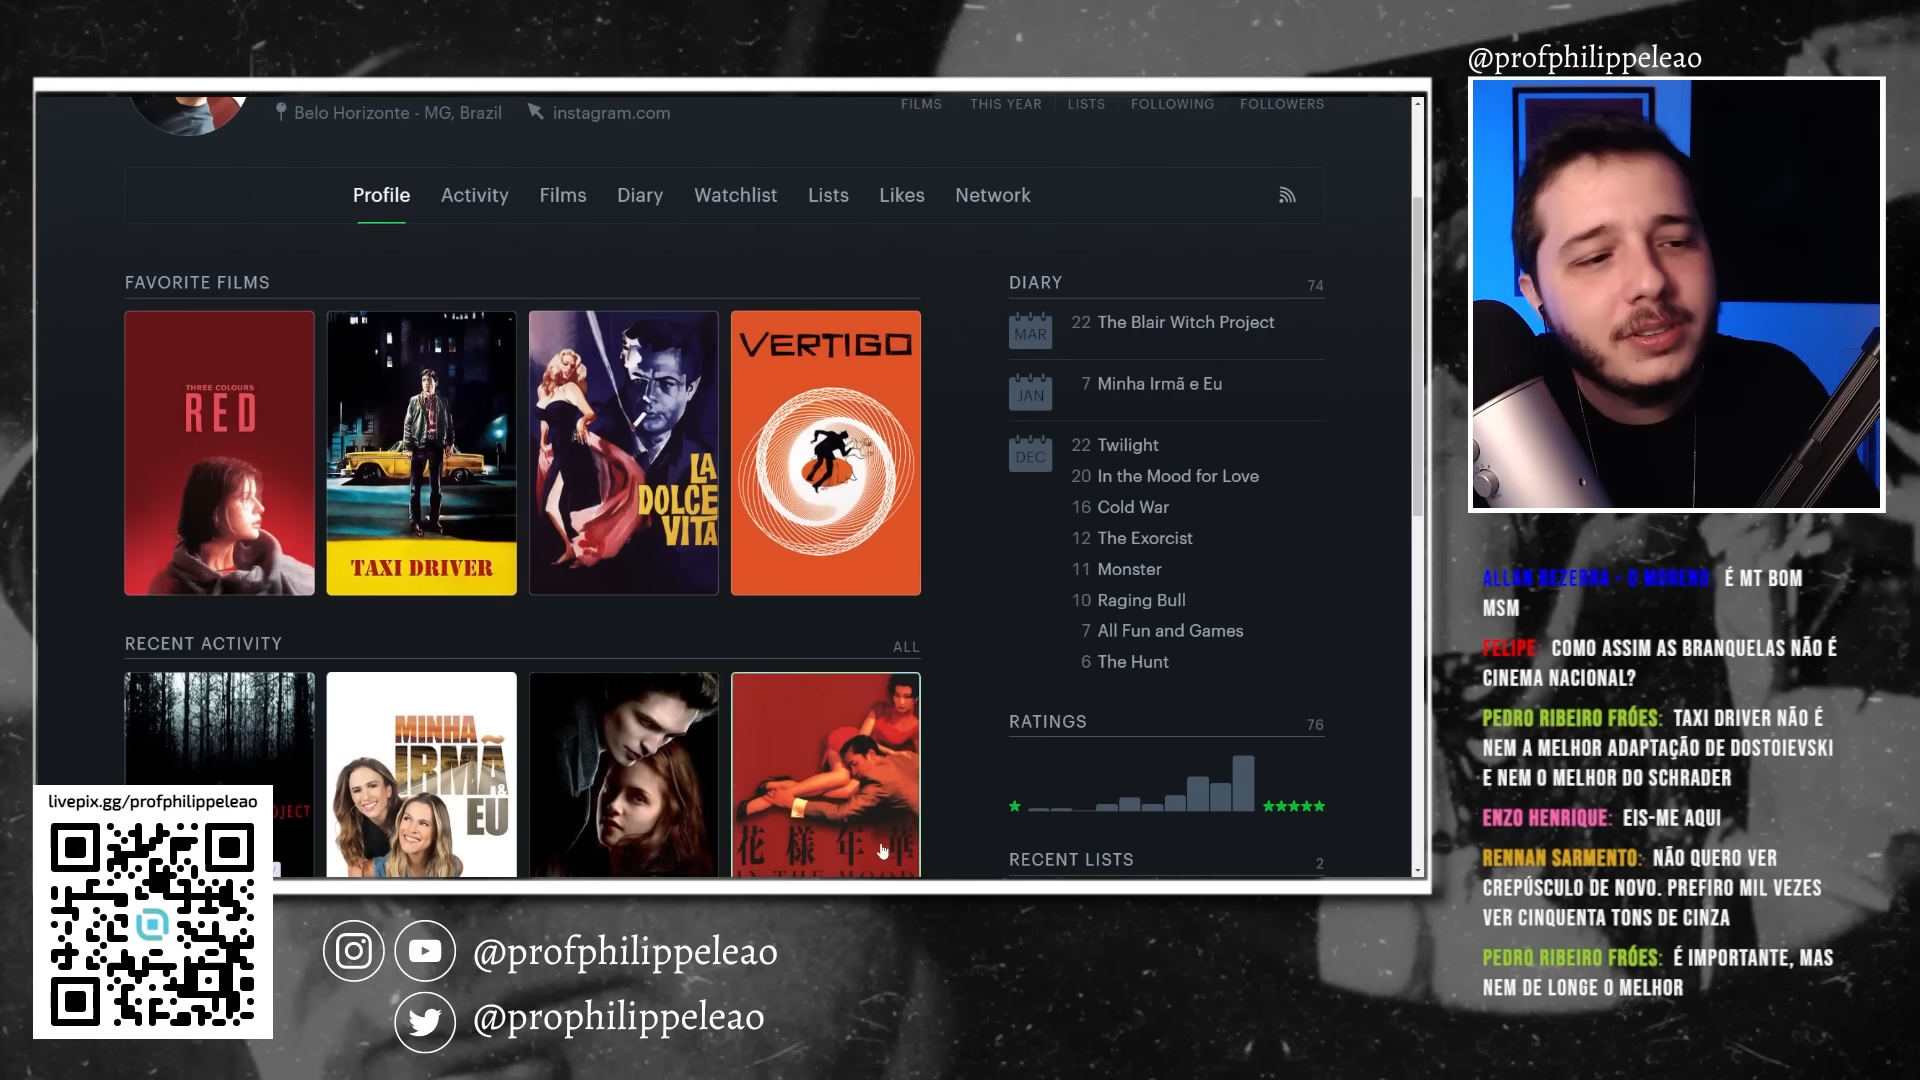 @profphilippeleao
Belo Horizonte - MG, Brazil
instagram.com
FILMS
THIS YEAR
LISTS
FOLLOWING
FOLLOWERS
Profile
Activity
Films
Diary
Watchlist
Lists
Likes
Network
FAVORITE FILMS
THREE COLOURS
RED
TAXI DRIVER
LA
DOLCE
VITA
VERTIGO
RECENT ACTIVITY
ALL
MINHA
IRMÃ
& EU
花樣年華
IN THE MOOD
DIARY
74
MAR
22 The Blair Witch Project
JAN
7 Minha Irmã e Eu
DEC
22 Twilight
20 In the Mood for Love
16 Cold War
12 The Exorcist
11 Monster
10 Raging Bull
7 All Fun and Games
6 The Hunt
RATINGS
76
RECENT LISTS
2
livepix.gg/profphilippeleao
@profphilippeleao
@prophilippeleao
ALLAN BEZERRA - O MORENO: É MT BOM
MSM
FELIPE: COMO ASSIM AS BRANQUELAS NÃO É
CINEMA NACIONAL?
PEDRO RIBEIRO FRÓES: TAXI DRIVER NÃO É
NEM A MELHOR ADAPTAÇÃO DE DOSTOIEVSKI
E NEM O MELHOR DO SCHRADER
ENZO HENRIQUE: EIS-ME AQUI
RENNAN SARMENTO: NÃO QUERO VER
CREPÚSCULO DE NOVO. PREFIRO MIL VEZES
VER CINQUENTA TONS DE CINZA
PEDRO RIBEIRO FRÓES: É IMPORTANTE, MAS
NEM DE LONGE O MELHOR